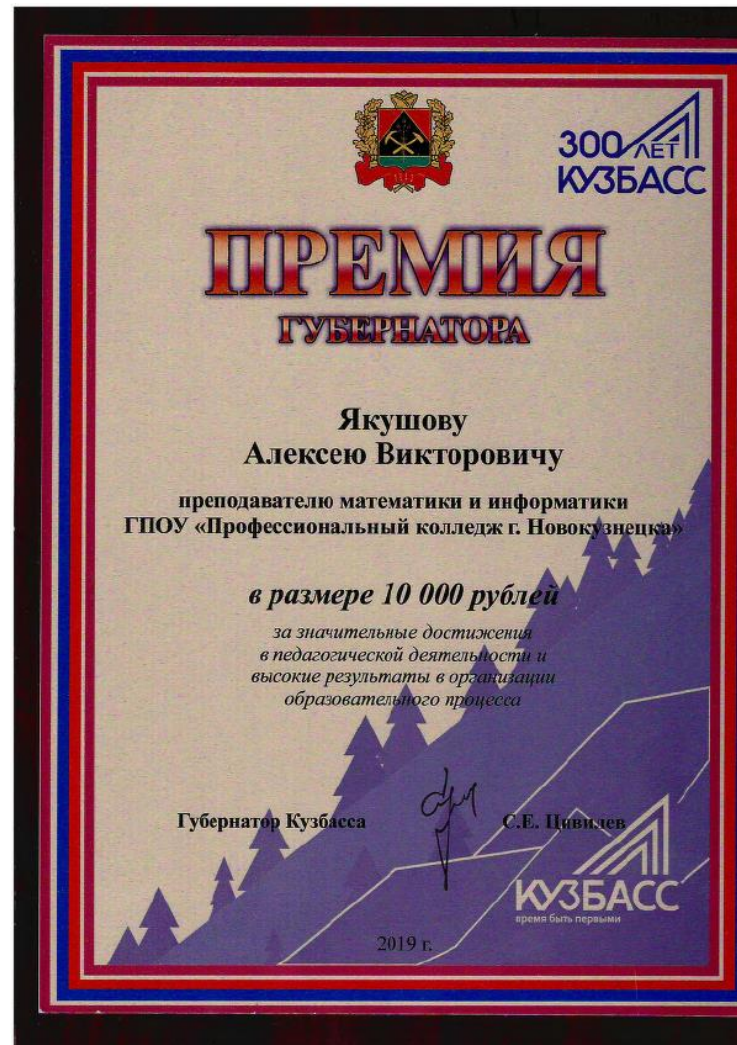 300 ЛЕТ
КУЗБАСС
ПРЕМИЯ
ГУБЕРНАТОРА
Якушову
Алексею Викторовичу
преподавателю математики и информатики
ГПОУ «Профессиональный колледж г. Новокузнецка»
в размере 10 000 рублей
за значительные достижения
в педагогической деятельности и
высокие результаты в организации
образовательного процесса
Губернатор Кузбасса С.Е. Цивилев
КУЗБАСС
время быть первыми
2019 г.